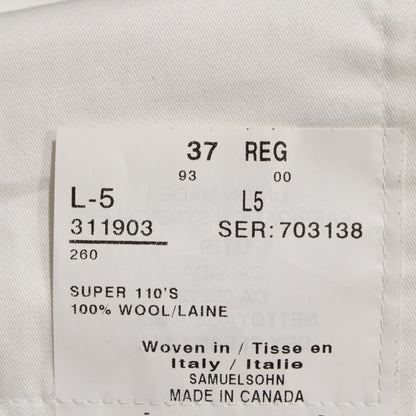 37 REG
93 00
L-5 L5
311903 SER: 703138
260
SUPER 110'S
100% WOOL/LAINE
Woven in / Tisse en
Italy / Italie
SAMUELSOHN
MADE IN CANADA